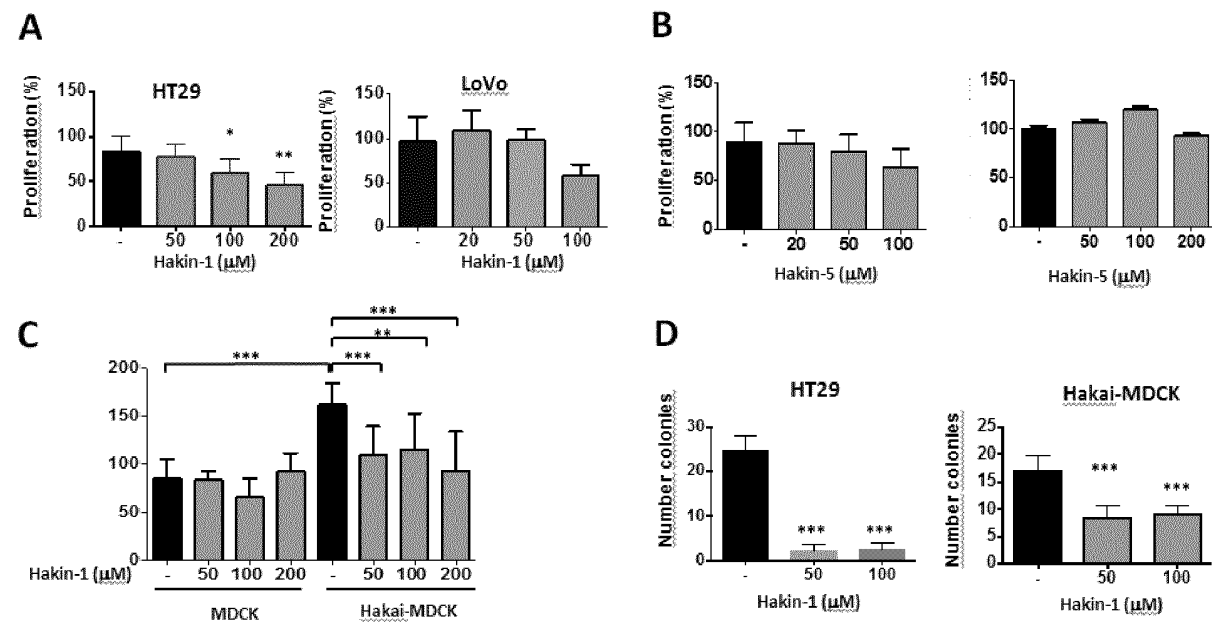 A
HT29
Proliferation (%)
150
100
50
0
*
**
- 50 100 200
Hakin-1 (µM)
LoVo
Proliferation (%)
150
100
50
0
- 20 50 100
Hakin-1 (µM)
B
Proliferation (%)
150
100
50
0
- 20 50 100
Hakin-5 (µM)
150
100
50
0
- 50 100 200
Hakin-5 (µM)
C
***
**
*** ***
200
150
100
50
0
Hakin-1 (µM) - 50 100 200 - 50 100 200
MDCK Hakai-MDCK
D
HT29
Number colonies
30
20
10
0
*** ***
- 50 100
Hakin-1 (µM)
Hakai-MDCK
Number colonies
25
20
15
10
5
0
***
***
- 50 100
Hakin-1 (µM)